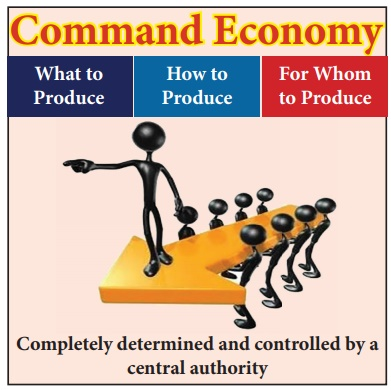 Command Economy
What to
Produce
How to
Produce
For Whom
to Produce
Completely determined and controlled by a
central authority